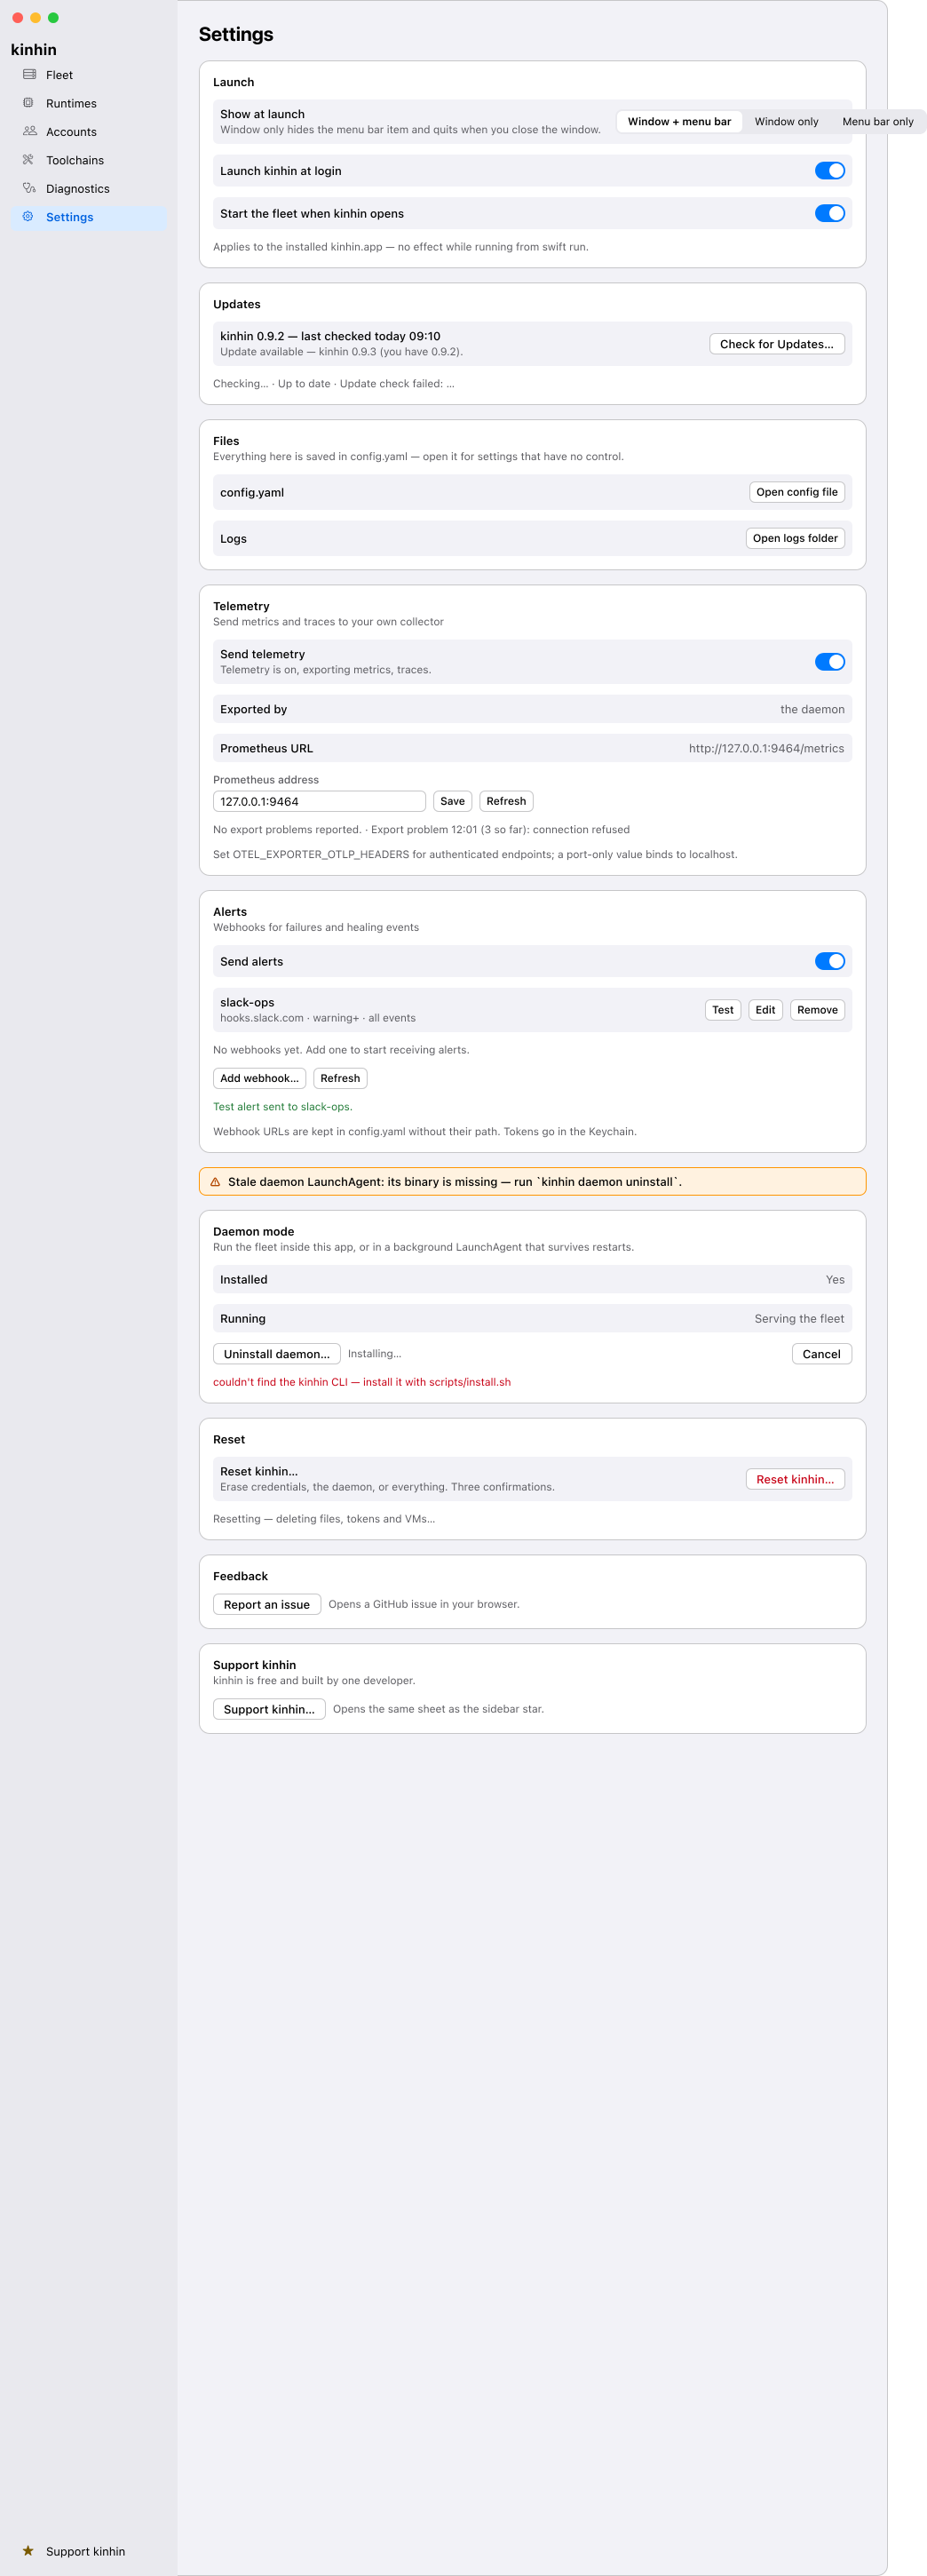 kinhin
Fleet
Runtimes
Accounts
Toolchains
Diagnostics
Settings
Support kinhin
Settings
Launch
Show at launch
Window only hides the menu bar item and quits when you close the window.
Window + menu bar
Window only
Menu bar only
Launch kinhin at login
Start the fleet when kinhin opens
Applies to the installed kinhin.app — no effect while running from swift run.
Updates
kinhin 0.9.2 — last checked today 09:10
Update available — kinhin 0.9.3 (you have 0.9.2).
Check for Updates...
Checking... · Up to date · Update check failed: ...
Files
Everything here is saved in config.yaml — open it for settings that have no control.
config.yaml
Open config file
Logs
Open logs folder
Telemetry
Send metrics and traces to your own collector
Send telemetry
Telemetry is on, exporting metrics, traces.
Exported by
the daemon
Prometheus URL
http://127.0.0.1:9464/metrics
Prometheus address
127.0.0.1:9464
Save
Refresh
No export problems reported. · Export problem 12:01 (3 so far): connection refused
Set OTEL_EXPORTER_OTLP_HEADERS for authenticated endpoints; a port-only value binds to localhost.
Alerts
Webhooks for failures and healing events
Send alerts
slack-ops
hooks.slack.com · warning+ · all events
Test
Edit
Remove
No webhooks yet. Add one to start receiving alerts.
Add webhook...
Refresh
Test alert sent to slack-ops.
Webhook URLs are kept in config.yaml without their path. Tokens go in the Keychain.
Stale daemon LaunchAgent: its binary is missing — run `kinhin daemon uninstall`.
Daemon mode
Run the fleet inside this app, or in a background LaunchAgent that survives restarts.
Installed
Yes
Running
Serving the fleet
Uninstall daemon...
Installing...
Cancel
couldn't find the kinhin CLI — install it with scripts/install.sh
Reset
Reset kinhin...
Erase credentials, the daemon, or everything. Three confirmations.
Reset kinhin...
Resetting — deleting files, tokens and VMs...
Feedback
Report an issue
Opens a GitHub issue in your browser.
Support kinhin
kinhin is free and built by one developer.
Support kinhin...
Opens the same sheet as the sidebar star.